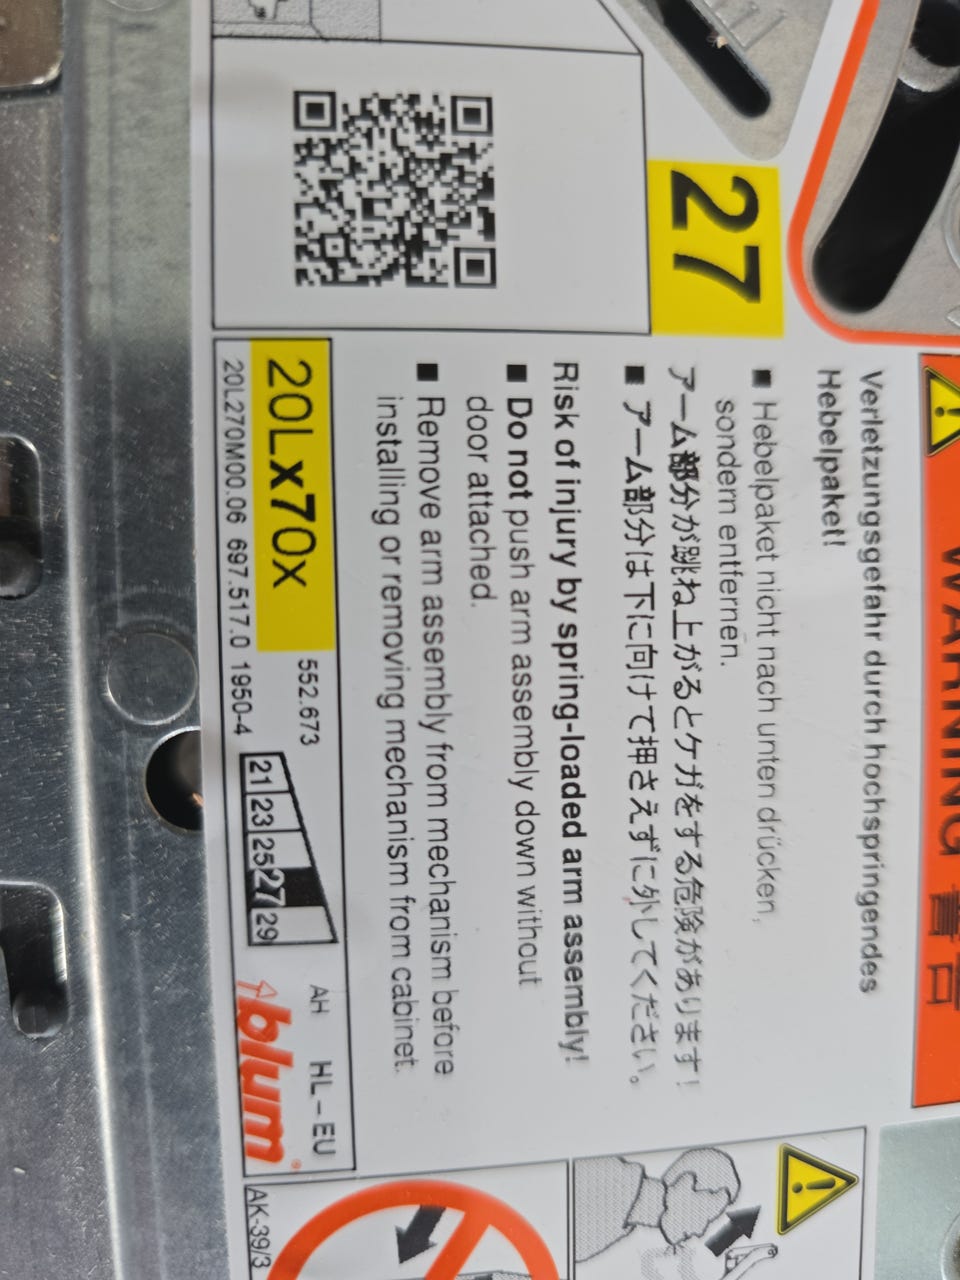 27
WARNING 警告
Verletzungsgefahr durch hochspringendes
Hebelpaket!
■ Hebelpaket nicht nach unten drücken,
sondern entfernen.
アーム部分が跳ね上がるとケガをする危険があります!
■ アーム部分は下に向けて押さえずに外してください。
Risk of injury by spring-loaded arm assembly!
■ Do not push arm assembly down without
door attached.
■ Remove arm assembly from mechanism before
installing or removing mechanism from cabinet.
20Lx70x
552.673
AH HL–EU
20L270M00.06 697.517.0 1950-4
21 23 25 27 29
blum®
AK-39/3